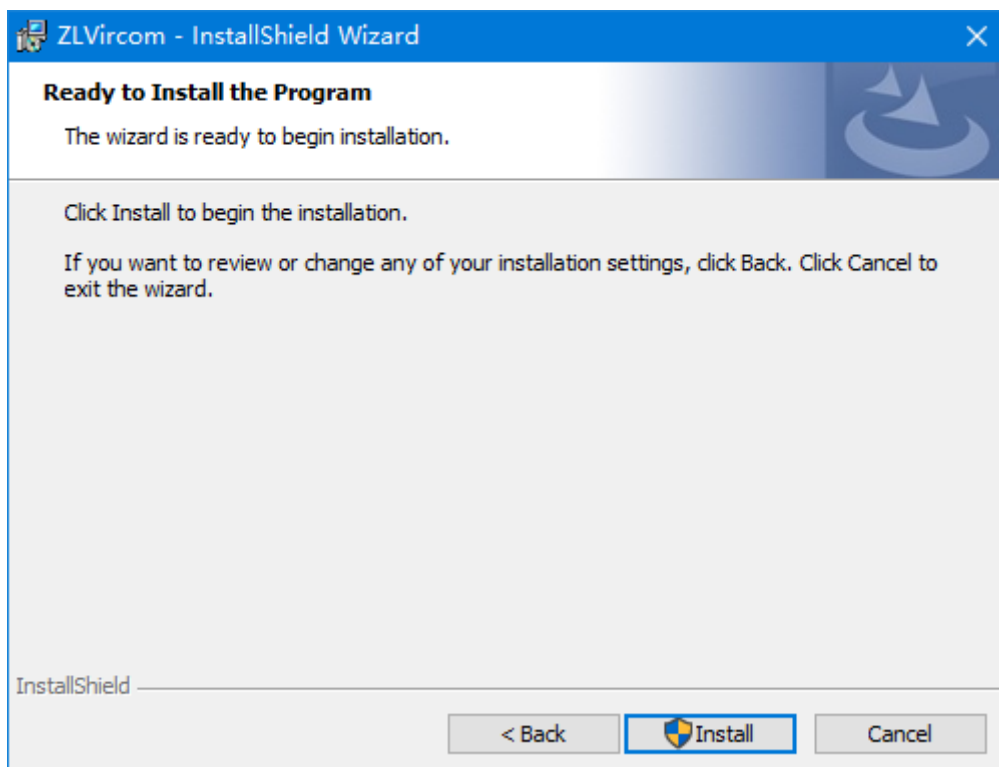 ZLVircom - InstallShield Wizard
Ready to Install the Program
The wizard is ready to begin installation.
Click Install to begin the installation.
If you want to review or change any of your installation settings, click Back. Click Cancel to
exit the wizard.
InstallShield
< Back Install Cancel